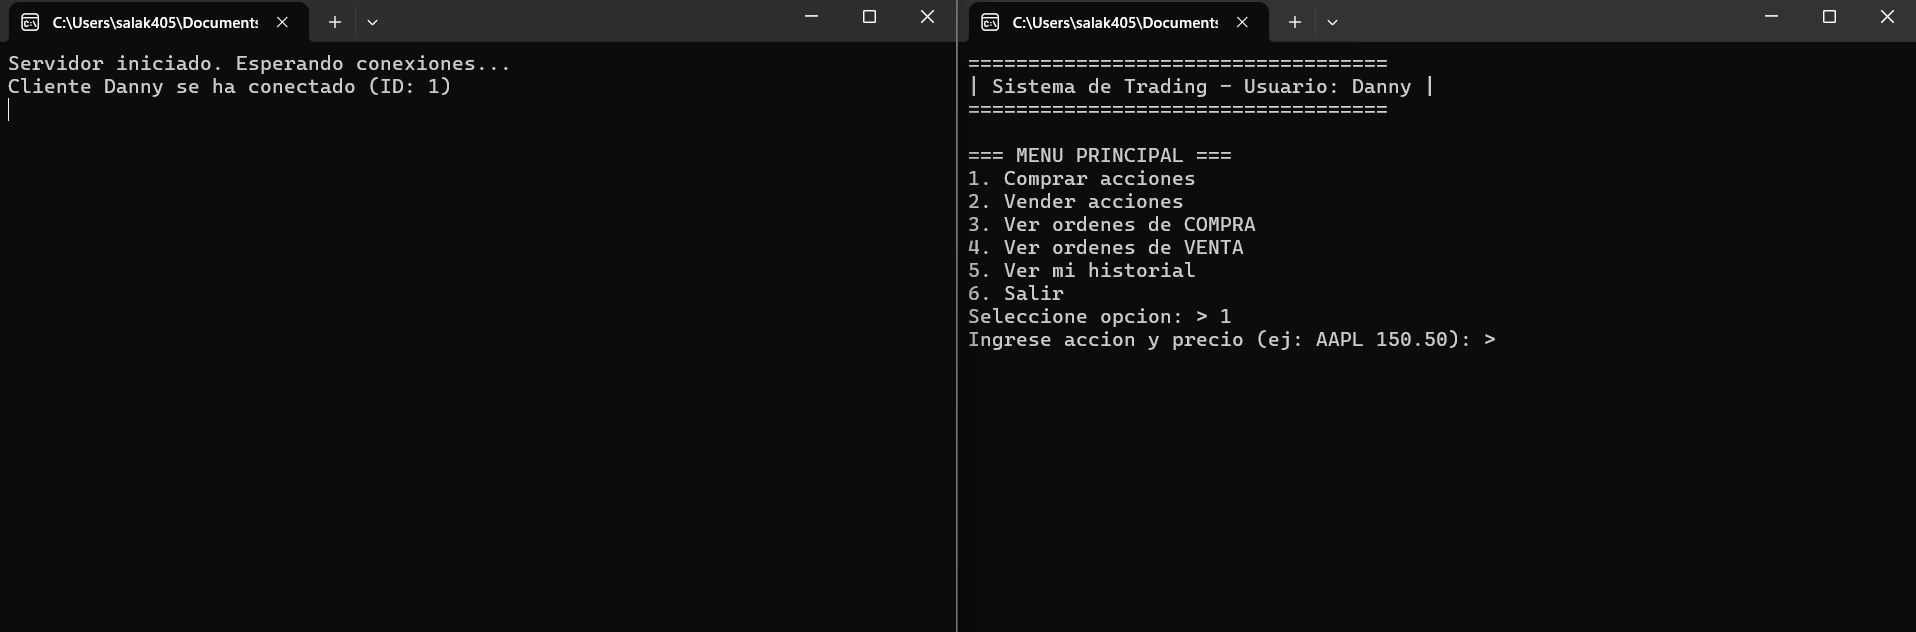 C:\Users\salak405\Documents
Servidor iniciado. Esperando conexiones...
Cliente Danny se ha conectado (ID: 1)
C:\Users\salak405\Documents
===================================
| Sistema de Trading - Usuario: Danny |
===================================
=== MENU PRINCIPAL ===
1. Comprar acciones
2. Vender acciones
3. Ver ordenes de COMPRA
4. Ver ordenes de VENTA
5. Ver mi historial
6. Salir
Seleccione opcion: > 1
Ingrese accion y precio (ej: AAPL 150.50): >